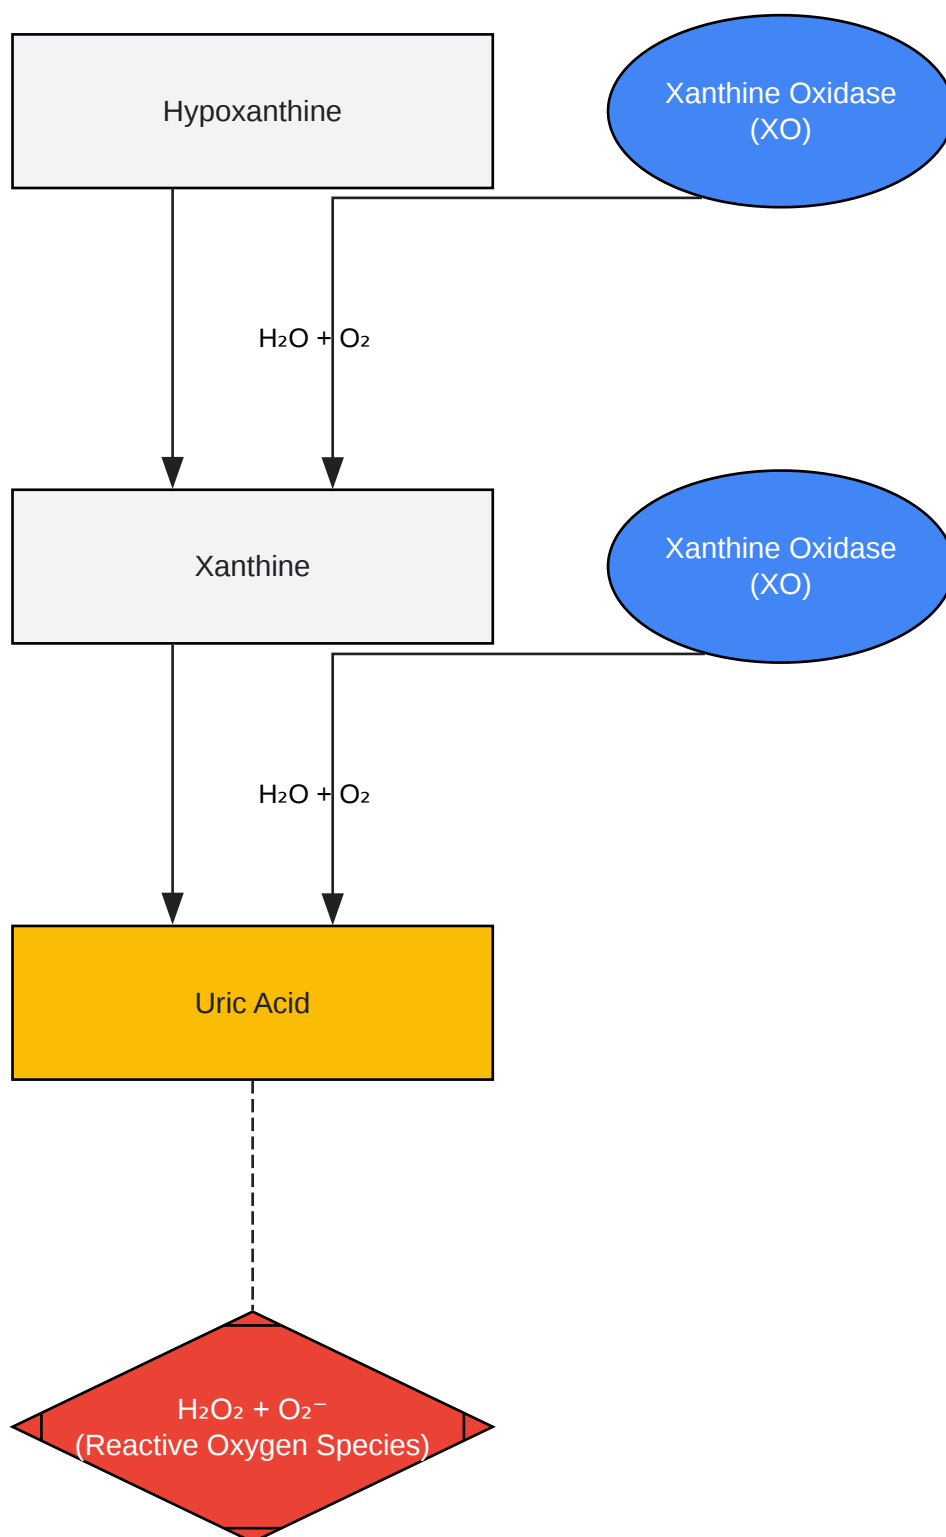 Hypoxanthine
Xanthine Oxidase
(XO)
H₂O + O₂
Xanthine
Xanthine Oxidase
(XO)
H₂O + O₂
Uric Acid
H₂O₂ + O₂⁻
(Reactive Oxygen Species)